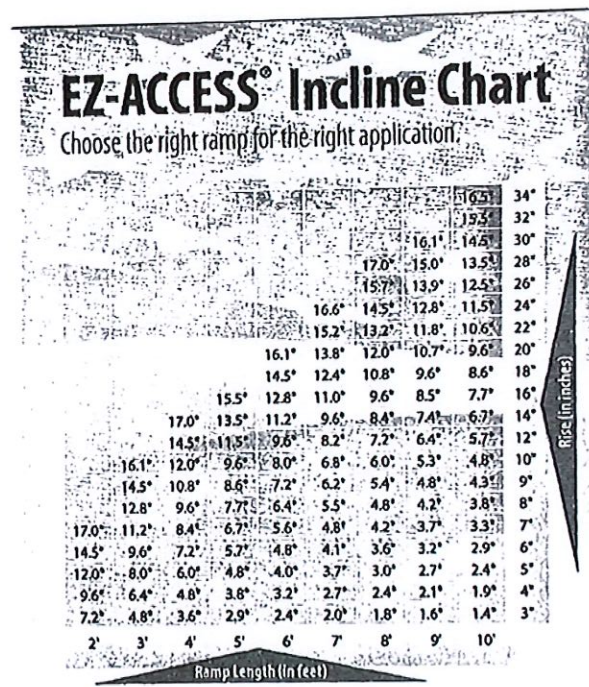 EZ-ACCESS® Incline Chart
Choose the right ramp for the right application.
16.5° 34"
15.5° 32"
16.1° 14.5° 30"
17.0° 15.0° 13.5° 28"
15.7° 13.9° 12.5° 26"
16.6° 14.5° 12.8° 11.5° 24"
15.2° 13.2° 11.8° 10.6° 22"
16.1° 13.8° 12.0° 10.7° 9.6° 20"
14.5° 12.4° 10.8° 9.6° 8.6° 18"
15.5° 12.8° 11.0° 9.6° 8.5° 7.7° 16"
17.0° 13.5° 11.2° 9.6° 8.4° 7.4° 6.7° 14"
14.5° 11.5° 9.6° 8.2° 7.2° 6.4° 5.7° 12"
16.1° 12.0° 9.6° 8.0° 6.8° 6.0° 5.3° 4.8° 10"
14.5° 10.8° 8.6° 7.2° 6.2° 5.4° 4.8° 4.3° 9"
12.8° 9.6° 7.7° 6.4° 5.5° 4.8° 4.2° 3.8° 8"
17.0° 11.2° 8.4° 6.7° 5.6° 4.8° 4.2° 3.7° 3.3° 7"
14.5° 9.6° 7.2° 5.7° 4.8° 4.1° 3.6° 3.2° 2.9° 6"
12.0° 8.0° 6.0° 4.8° 4.0° 3.7° 3.0° 2.7° 2.4° 5"
9.6° 6.4° 4.8° 3.8° 3.2° 2.7° 2.4° 2.1° 1.9° 4"
7.2° 4.8° 3.6° 2.9° 2.4° 2.0° 1.8° 1.6° 1.4° 3"
2' 3' 4' 5' 6' 7' 8' 9' 10'
Ramp Length (in feet)
Rise (in inches)